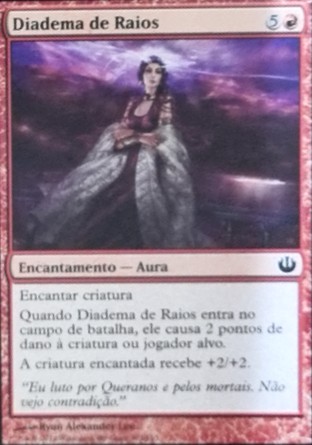 Diadema de Raios 5
Encantamento — Aura
Encantar criatura
Quando Diadema de Raios entra no
campo de batalha, ele causa 2 pontos de
dano à criatura ou jogador alvo.
A criatura encantada recebe +2/+2.
"Eu luto por Queranos e pelos mortais. Não
vejo contradição."
Ryan Alexander Lee